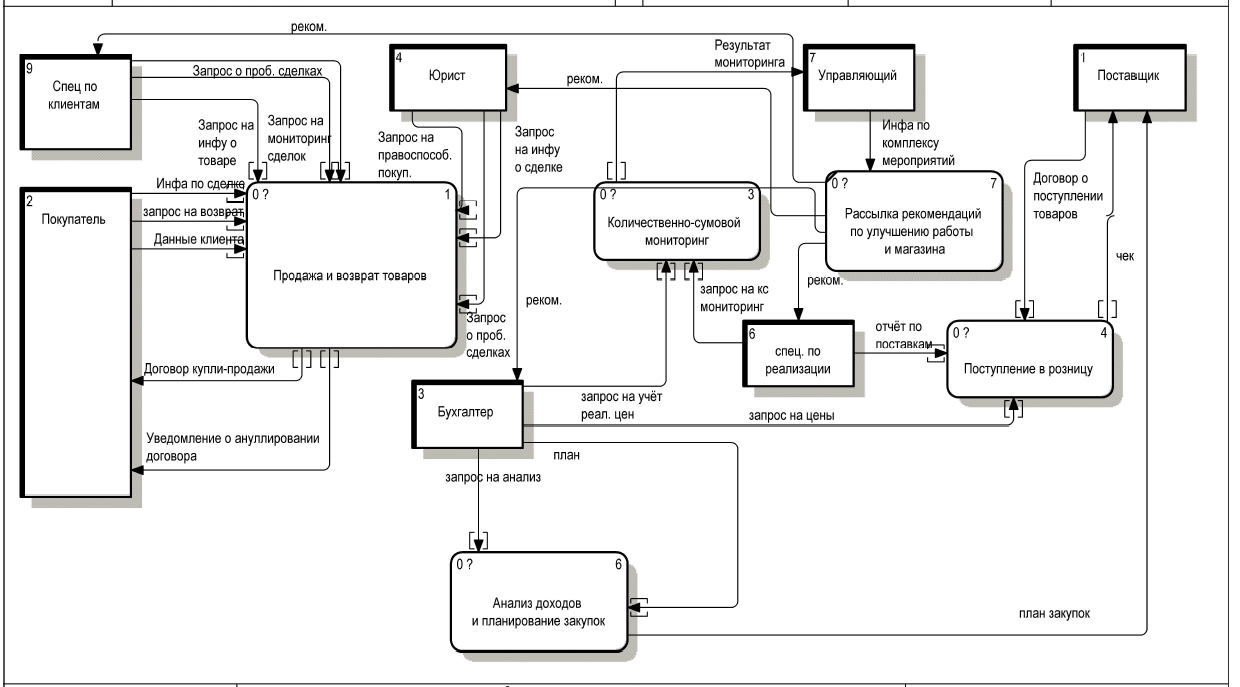 реком.
9
Спец по
клиентам
Запрос о проб. сделках
Запрос на
инфу о
товаре
Запрос на
мониторинг
сделок
4
Юрист
реком.
Запрос на
правоспособ.
покуп.
Запрос
на инфу
о сделке
Результат
мониторинга
7
Управляющий
Инфа по
комплексу
мероприятий
1
Поставщик
Договор о
поступлении
товаров
чек
2
Покупатель
Инфа по сделке
запрос на возврат
Данные клиента
0 ?
1
Продажа и возврат товаров
Запрос
о проб.
сделках
0 ?
3
Количественно-сумовой
мониторинг
0 ?
7
Рассылка рекомендаций
по улучшению работы
и магазина
реком.
реком.
запрос на кс
мониторинг
6
спец. по
реализации
отчёт по
поставкам
0 ?
4
Поступление в розницу
Договор купли-продажи
Уведомление о ануллировании
договора
3
Бухгалтер
запрос на учёт
реал. цен
запрос на цены
план
запрос на анализ
0 ?
6
Анализ доходов
и планирование закупок
план закупок